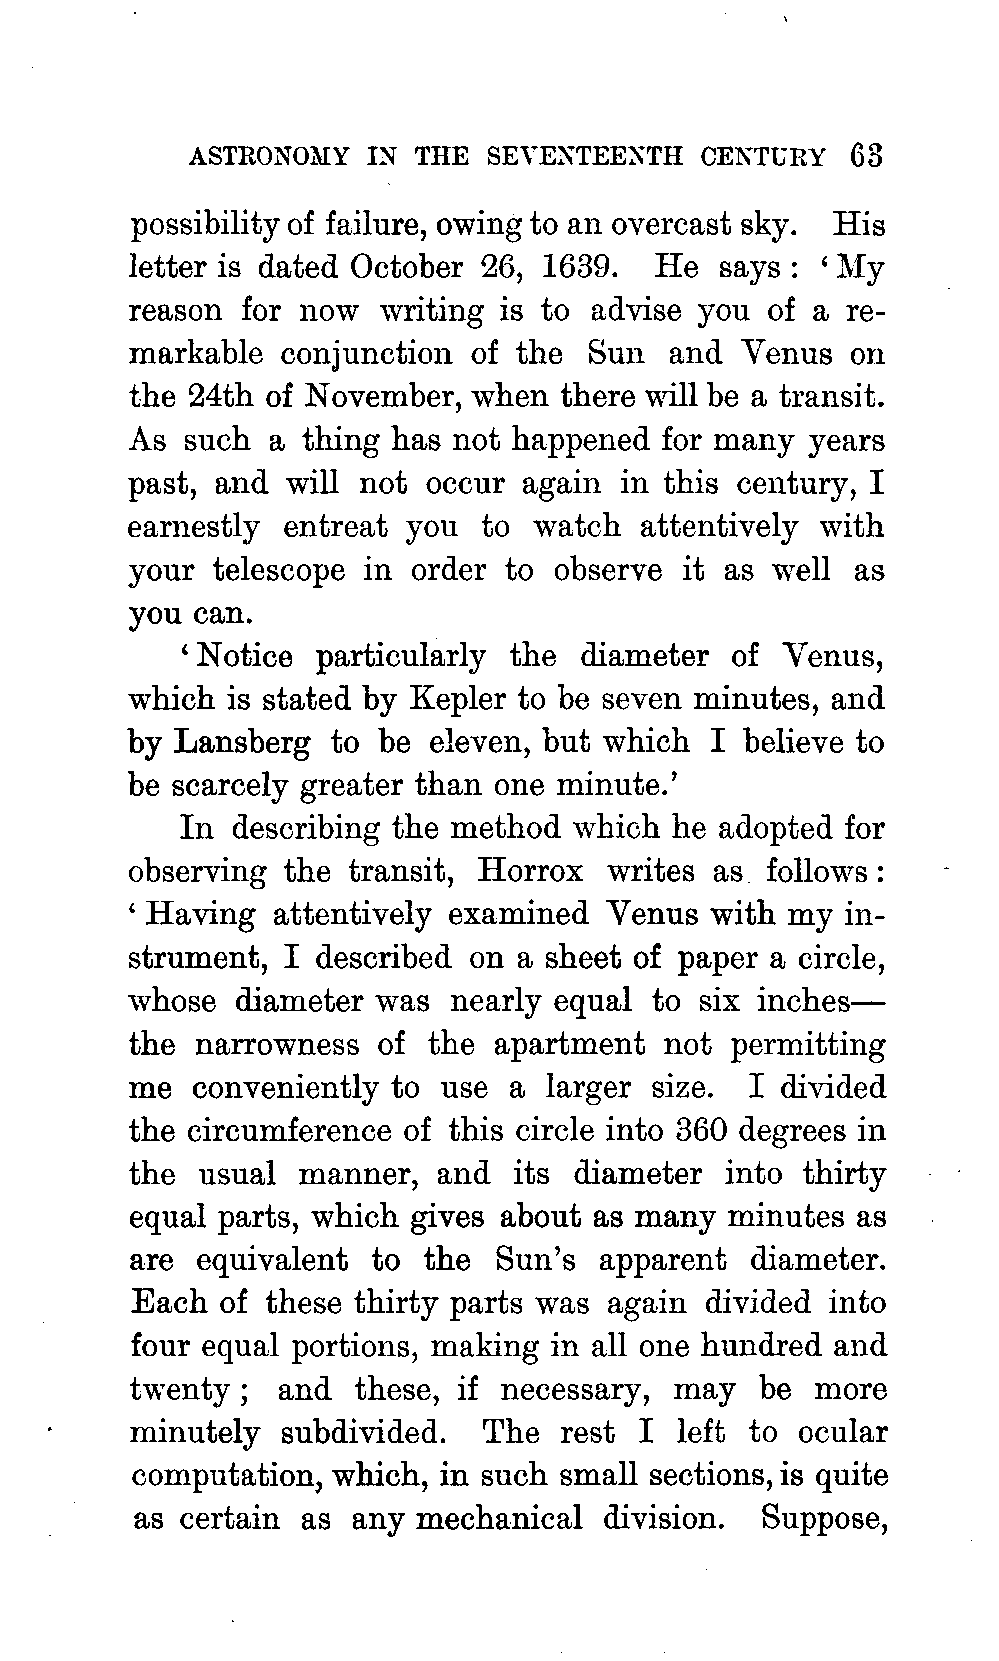 ASTRONOMY IN THE SEVENTEENTH CENTURY 63
possibility of failure, owing to an overcast sky. His
letter is dated October 26, 1639. He says : ‘ My
reason for now writing is to advise you of a re-
markable conjunction of the Sun and Venus on
the 24th of November, when there will be a transit.
As such a thing has not happened for many years
past, and will not occur again in this century, I
earnestly entreat you to watch attentively with
your telescope in order to observe it as well as
you can.
‘ Notice particularly the diameter of Venus,
which is stated by Kepler to be seven minutes, and
by Lansberg to be eleven, but which I believe to
be scarcely greater than one minute.’
In describing the method which he adopted for
observing the transit, Horrox writes as follows :
‘ Having attentively examined Venus with my in-
strument, I described on a sheet of paper a circle,
whose diameter was nearly equal to six inches—
the narrowness of the apartment not permitting
me conveniently to use a larger size. I divided
the circumference of this circle into 360 degrees in
the usual manner, and its diameter into thirty
equal parts, which gives about as many minutes as
are equivalent to the Sun’s apparent diameter.
Each of these thirty parts was again divided into
four equal portions, making in all one hundred and
twenty ; and these, if necessary, may be more
minutely subdivided. The rest I left to ocular
computation, which, in such small sections, is quite
as certain as any mechanical division. Suppose,